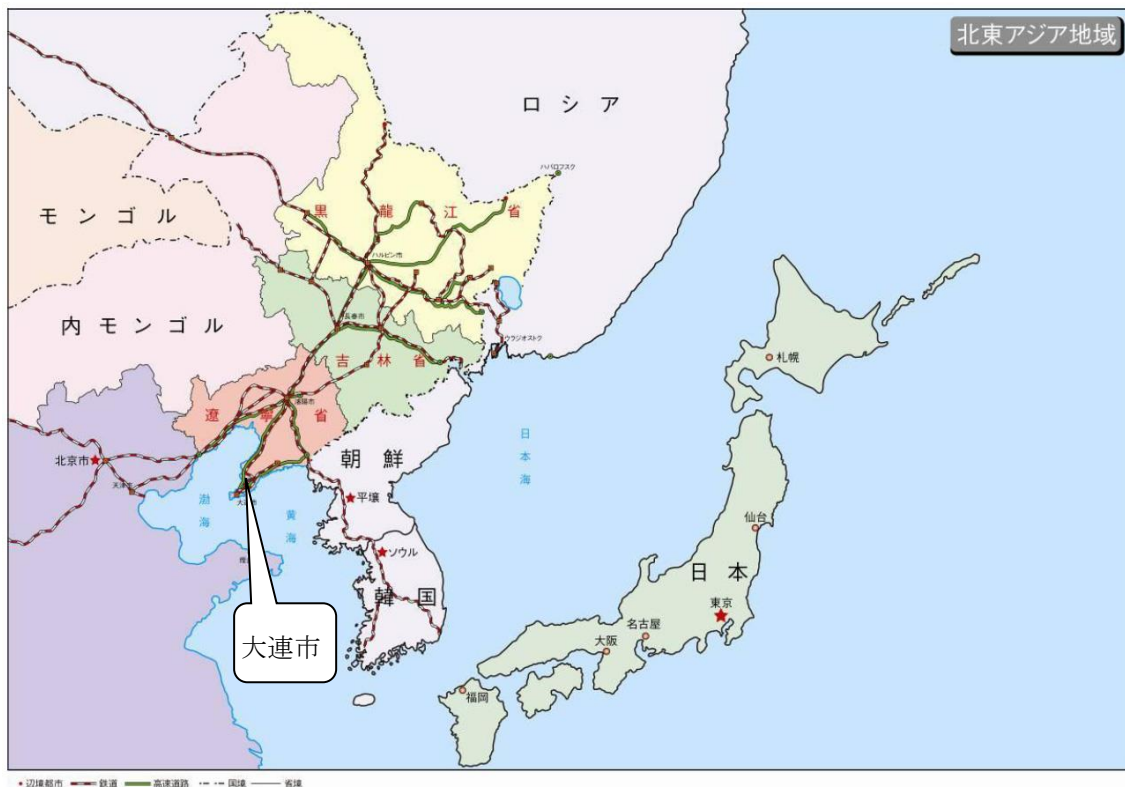 北東アジア地域
ロシア
ハバロフスク
モンゴル
黒龍江省
ハルビン市
内モンゴル
長春市
ウラジオストク
吉林省
札幌
遼寧省
瀋陽市
日本海
朝鮮
北京市
天津市
平壌
大連市
渤海
黄海
仙台
ソウル
日本
韓国
東京
名古屋
大連市
大阪
福岡
辺境都市 鉄道 高速道路 国境 省境